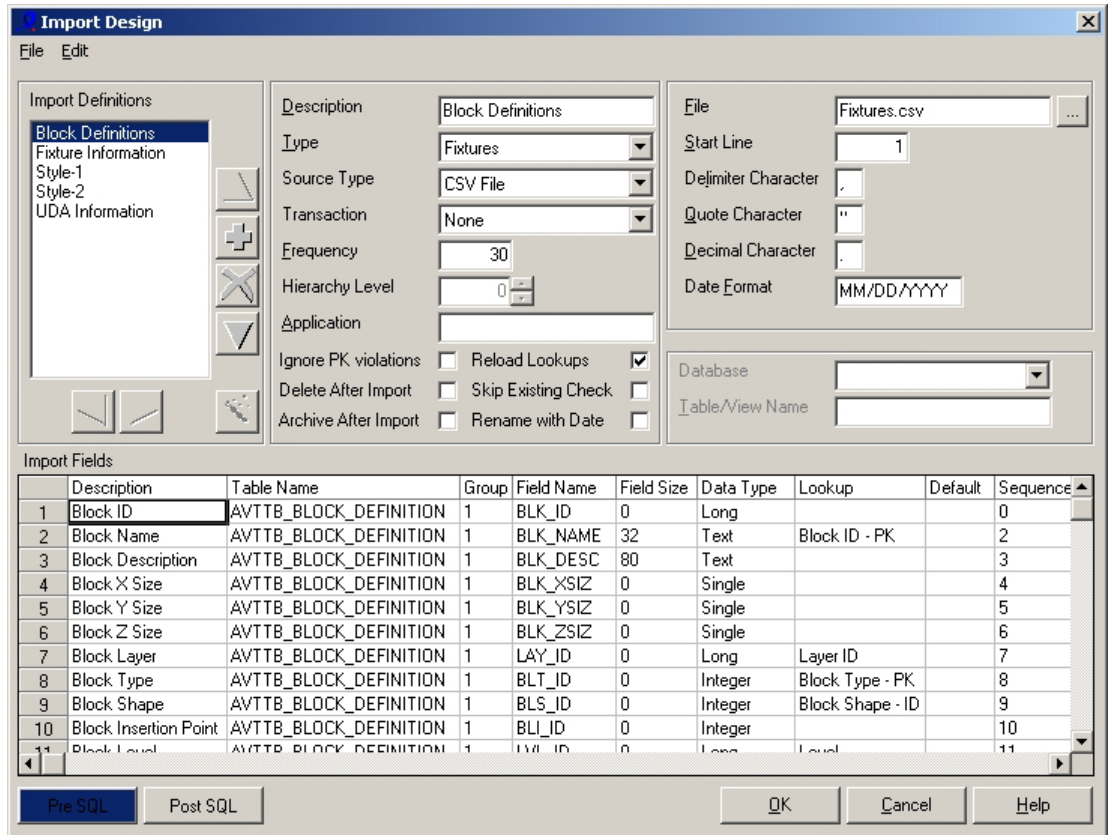 Import Design
File Edit
Import Definitions
Block Definitions
Fixture Information
Style-1
Style-2
UDA Information
Description Block Definitions
Type Fixtures
Source Type CSV File
Transaction None
Frequency 30
Hierarchy Level 0
Application
Ignore PK violations Reload Lookups
Delete After Import Skip Existing Check
Archive After Import Rename with Date
File Fixtures.csv ...
Start Line 1
Delimiter Character ,
Quote Character "
Decimal Character .
Date Format MM/DD/YYYY
Database
Table/View Name
Import Fields
Description Table Name Group Field Name Field Size Data Type Lookup Default Sequence
1 Block ID AVTTB_BLOCK_DEFINITION 1 BLK_ID 0 Long 0
2 Block Name AVTTB_BLOCK_DEFINITION 1 BLK_NAME 32 Text Block ID - PK 2
3 Block Description AVTTB_BLOCK_DEFINITION 1 BLK_DESC 80 Text 3
4 Block X Size AVTTB_BLOCK_DEFINITION 1 BLK_XSIZ 0 Single 4
5 Block Y Size AVTTB_BLOCK_DEFINITION 1 BLK_YSIZ 0 Single 5
6 Block Z Size AVTTB_BLOCK_DEFINITION 1 BLK_ZSIZ 0 Single 6
7 Block Layer AVTTB_BLOCK_DEFINITION 1 LAY_ID 0 Long Layer ID 7
8 Block Type AVTTB_BLOCK_DEFINITION 1 BLT_ID 0 Integer Block Type - PK 8
9 Block Shape AVTTB_BLOCK_DEFINITION 1 BLS_ID 0 Integer Block Shape - ID 9
10 Block Insertion Point AVTTB_BLOCK_DEFINITION 1 BLI_ID 0 Integer 10
11 Block Level AVTTB_BLOCK_DEFINITION 1 LVL_ID 0 Long Level 11
Pre SQL Post SQL OK Cancel Help